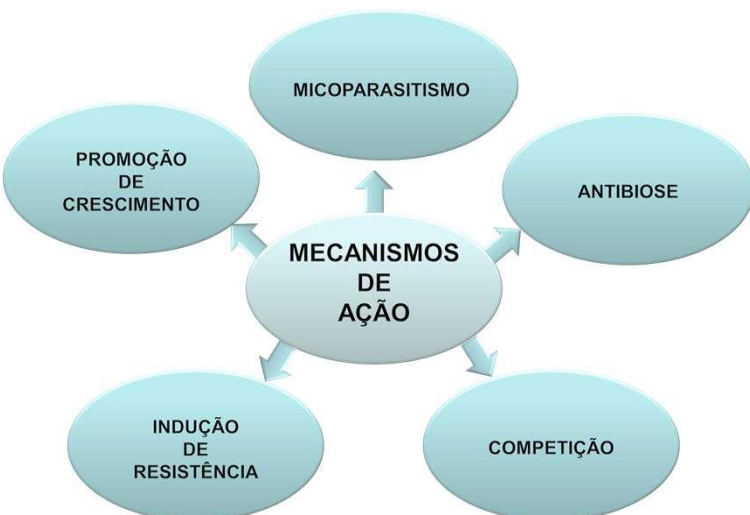 MICOPARASITISMO
PROMOÇÃO
DE
CRESCIMENTO
ANTIBIOSE
MECANISMOS
DE
AÇÃO
INDUÇÃO
DE
RESISTÊNCIA
COMPETIÇÃO